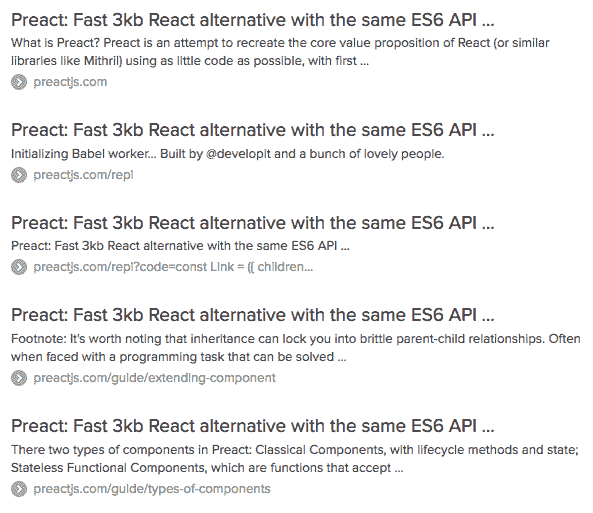 Preact: Fast 3kb React alternative with the same ES6 API ...
What is Preact? Preact is an attempt to recreate the core value proposition of React (or similar
libraries like Mithril) using as little code as possible, with first ...
preactjs.com
Preact: Fast 3kb React alternative with the same ES6 API ...
Initializing Babel worker... Built by @developit and a bunch of lovely people.
preactjs.com/repl
Preact: Fast 3kb React alternative with the same ES6 API ...
Preact: Fast 3kb React alternative with the same ES6 API ...
preactjs.com/repl?code=const Link = ({ children...
Preact: Fast 3kb React alternative with the same ES6 API ...
Footnote: It's worth noting that inheritance can lock you into brittle parent-child relationships. Often
when faced with a programming task that can be solved ...
preactjs.com/guide/extending-component
Preact: Fast 3kb React alternative with the same ES6 API ...
There two types of components in Preact: Classical Components, with lifecycle methods and state;
Stateless Functional Components, which are functions that accept ...
preactjs.com/guide/types-of-components